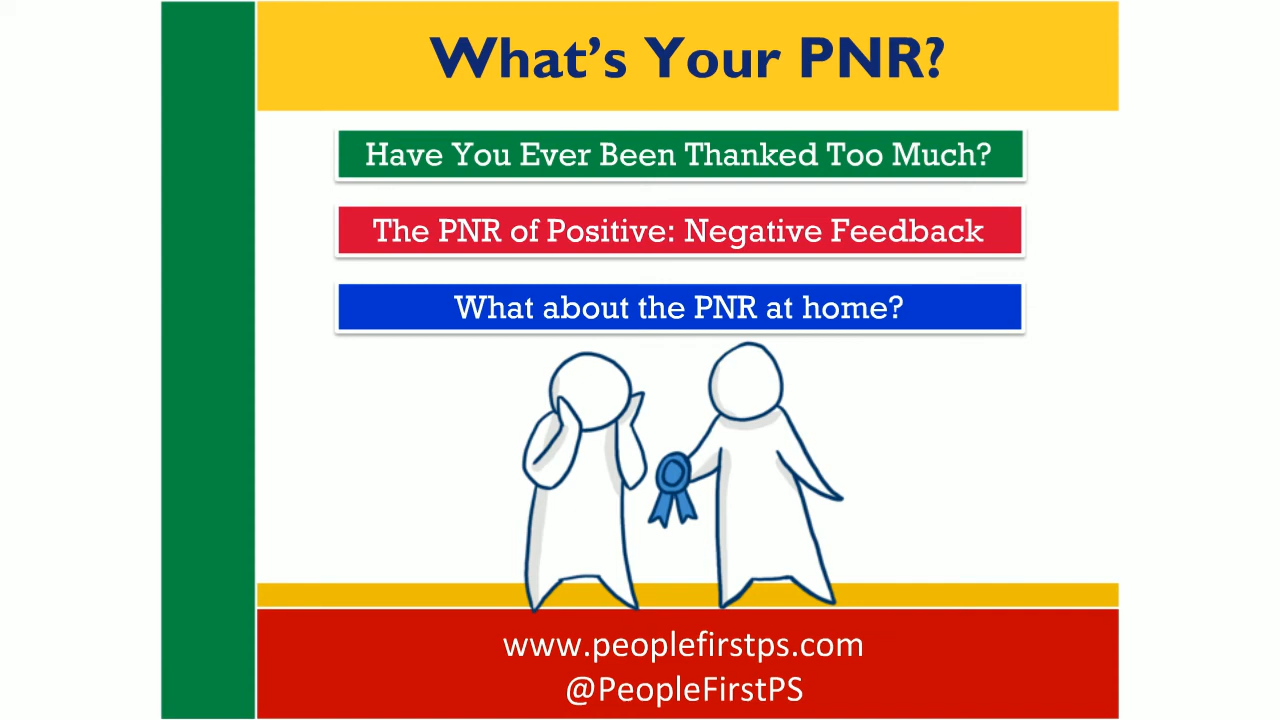 What’s Your PNR?
Have You Ever Been Thanked Too Much?
The PNR of Positive: Negative Feedback
What about the PNR at home?
www.peoplefirstps.com
@PeopleFirstPS